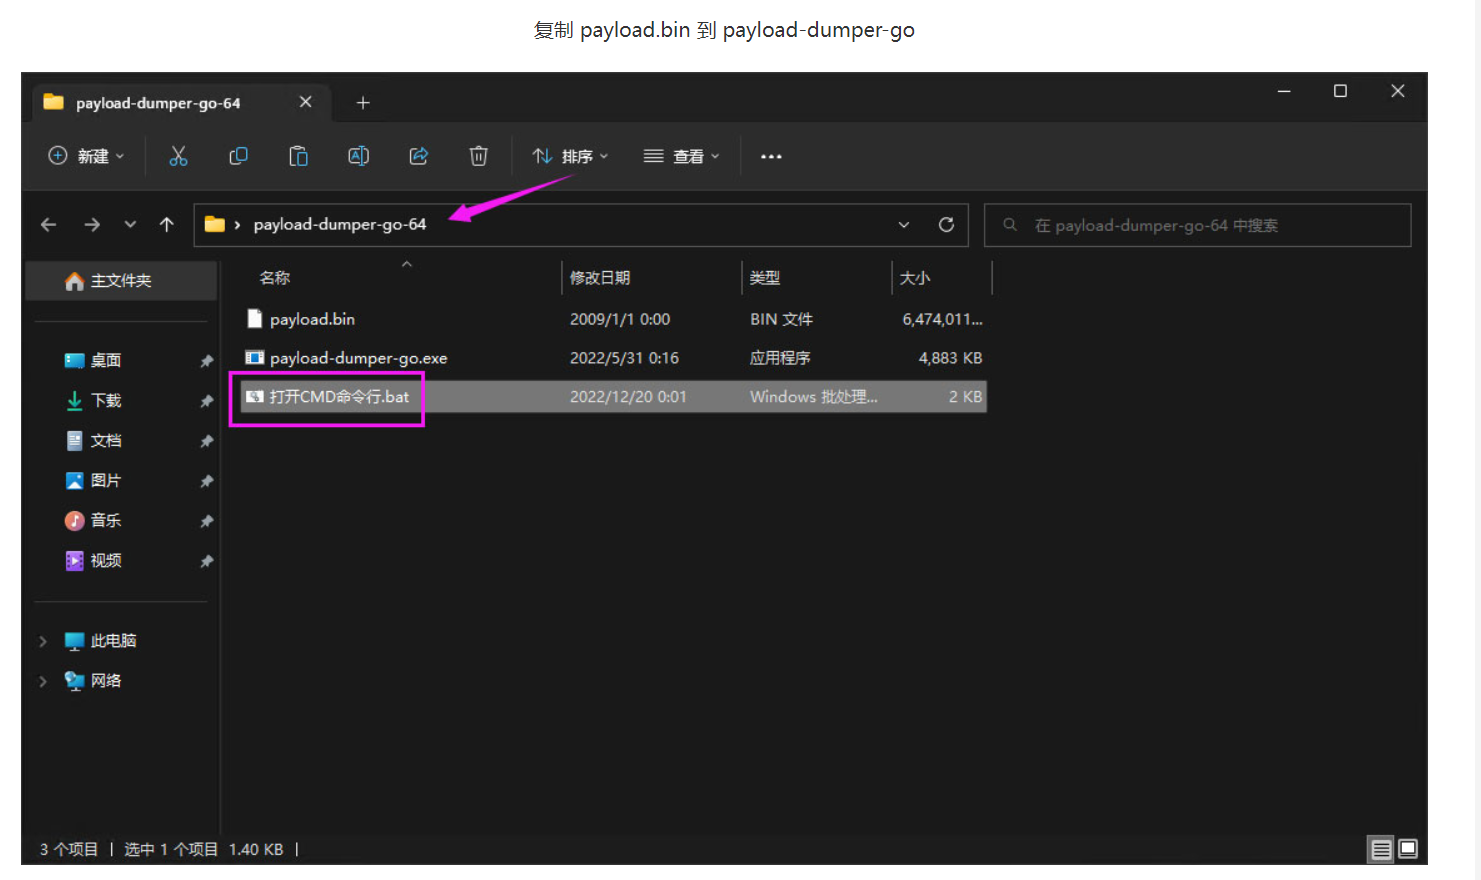 复制 payload.bin 到 payload-dumper-go
payload-dumper-go-64
新建 排序 查看
payload-dumper-go-64 在 payload-dumper-go-64 中搜索
主文件夹 名称 修改日期 类型 大小
payload.bin 2009/1/1 0:00 BIN 文件 6,474,011...
桌面 payload-dumper-go.exe 2022/5/31 0:16 应用程序 4,883 KB
下载 打开CMD命令行.bat 2022/12/20 0:01 Windows 批处理... 2 KB
文档
图片
音乐
视频
此电脑
网络
3 个项目 | 选中 1 个项目 1.40 KB |